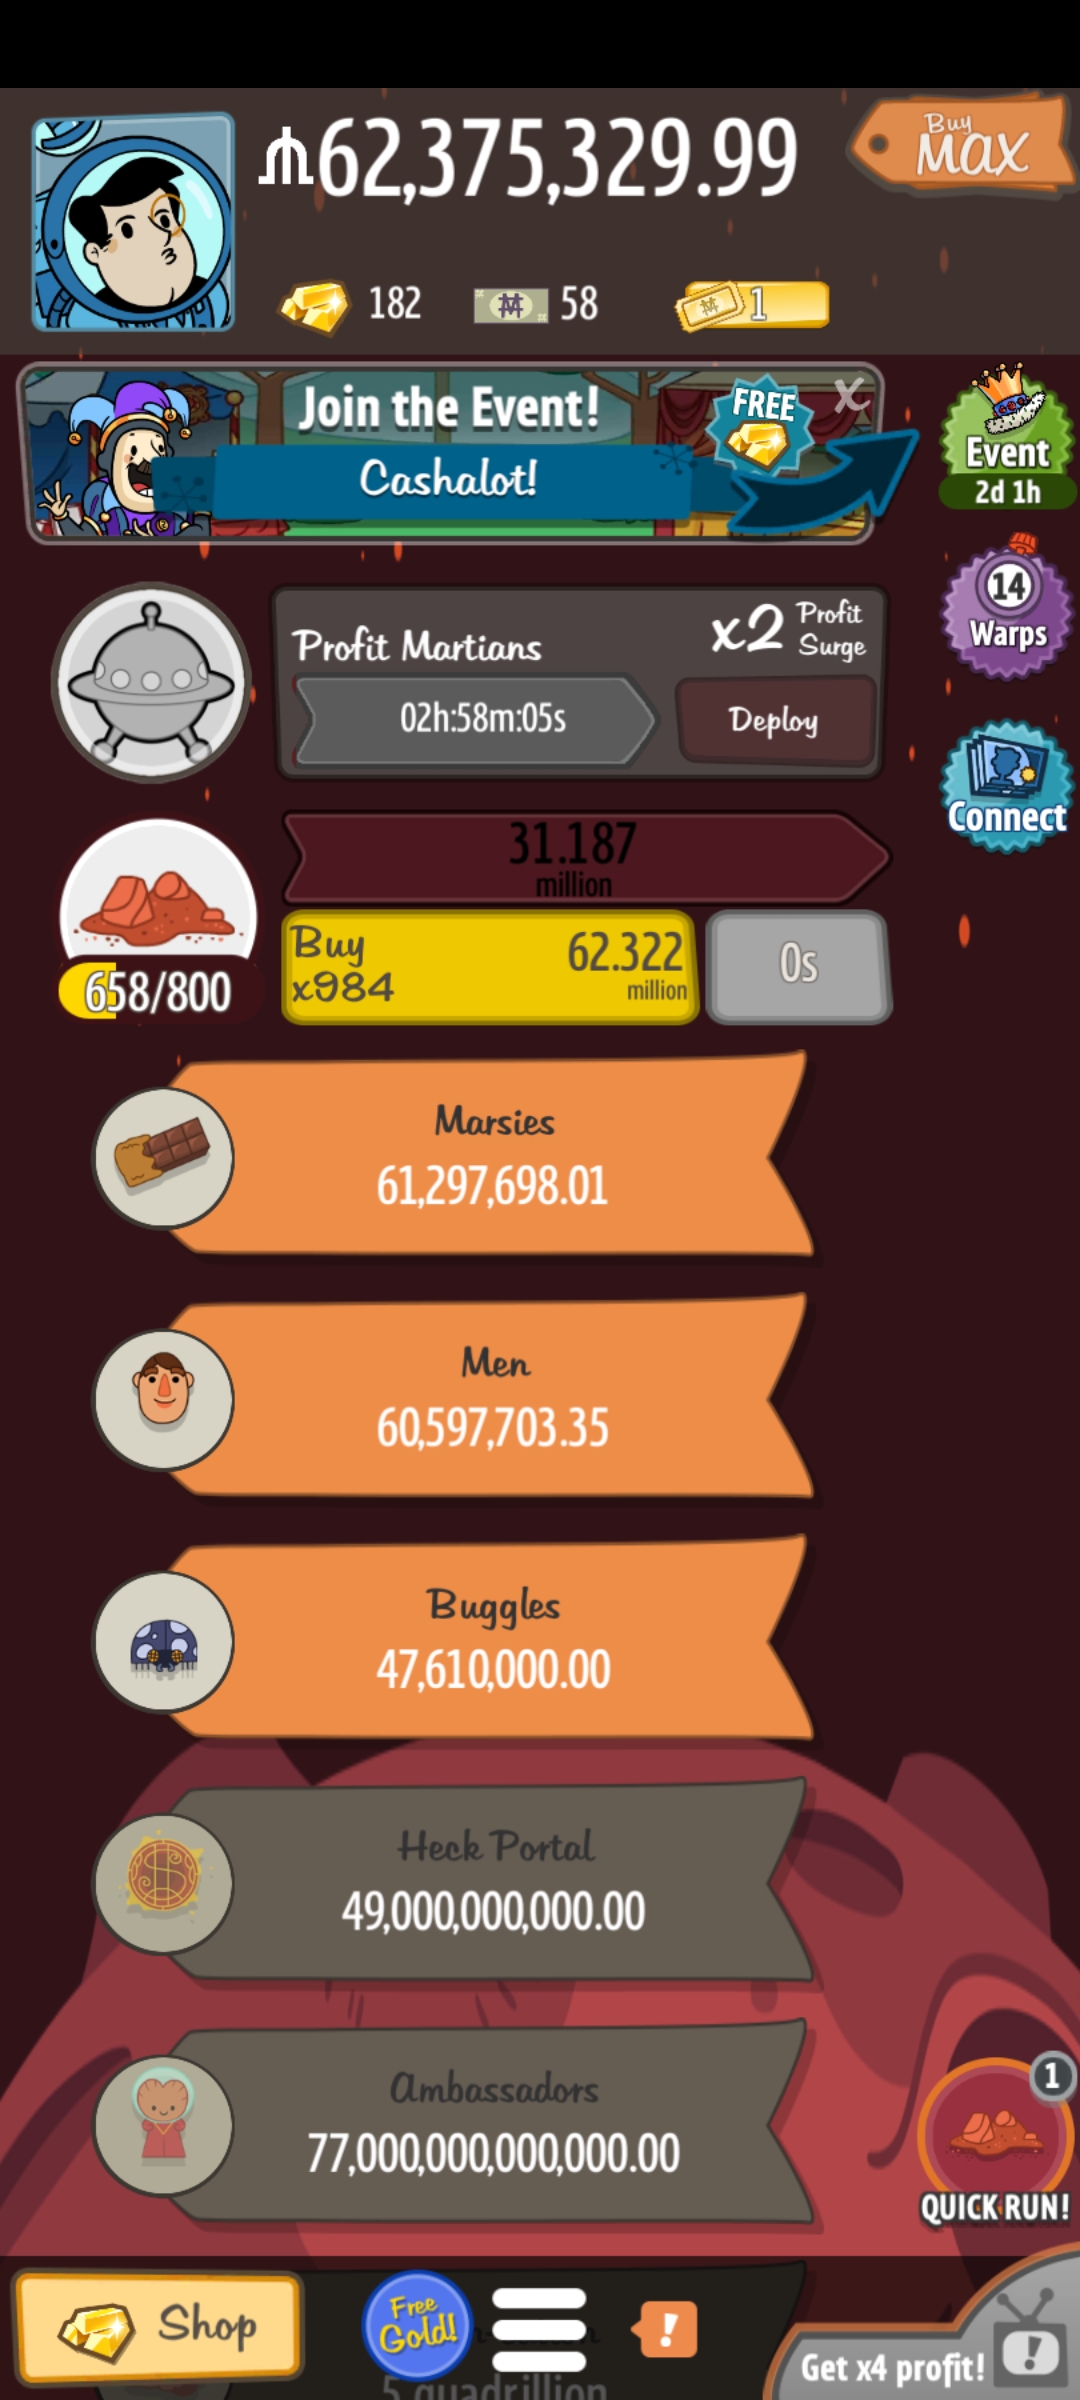 ₼62,375,329.99
Buy
MAX
182
58
1
Join the Event!
FREE
X
Cashalot!
Event
2d 1h
14
Warps
Profit Martians
x2 Profit
Surge
02h:58m:05s
Deploy
Connect
31.187
million
Buy
x984
62.322
million
0s
658/800
Marsies
61,297,698.01
Men
60,597,703.35
Buggles
47,610,000.00
Heck Portal
49,000,000,000.00
Ambassadors
77,000,000,000,000.00
1
QUICK RUN!
Shop
Free
Gold!
!
Get x4 profit!
!
5 quadrillion